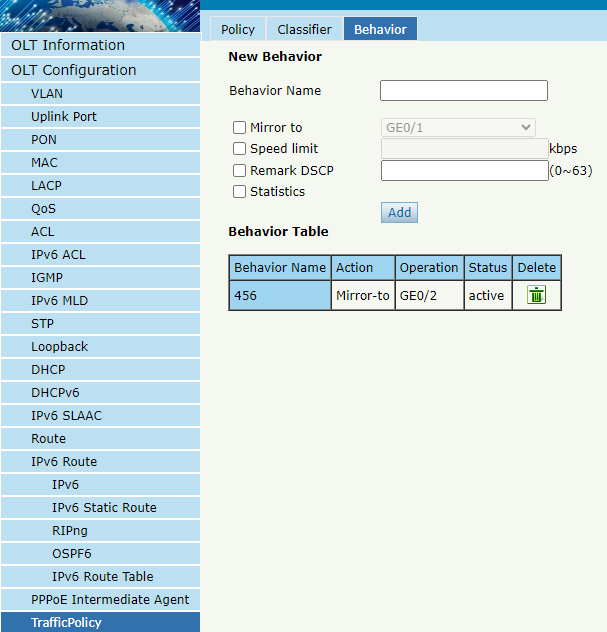 OLT Information
OLT Configuration
VLAN
Uplink Port
PON
MAC
LACP
QoS
ACL
IPv6 ACL
IGMP
IPv6 MLD
STP
Loopback
DHCP
DHCPv6
IPv6 SLAAC
Route
IPv6 Route
IPv6
IPv6 Static Route
RIPng
OSPF6
IPv6 Route Table
PPPoE Intermediate Agent
TrafficPolicy
Policy Classifier Behavior
New Behavior
Behavior Name
Mirror to GE0/1
Speed limit kbps
Remark DSCP (0~63)
Statistics
Add
Behavior Table
Behavior Name Action Operation Status Delete
456 Mirror-to GE0/2 active